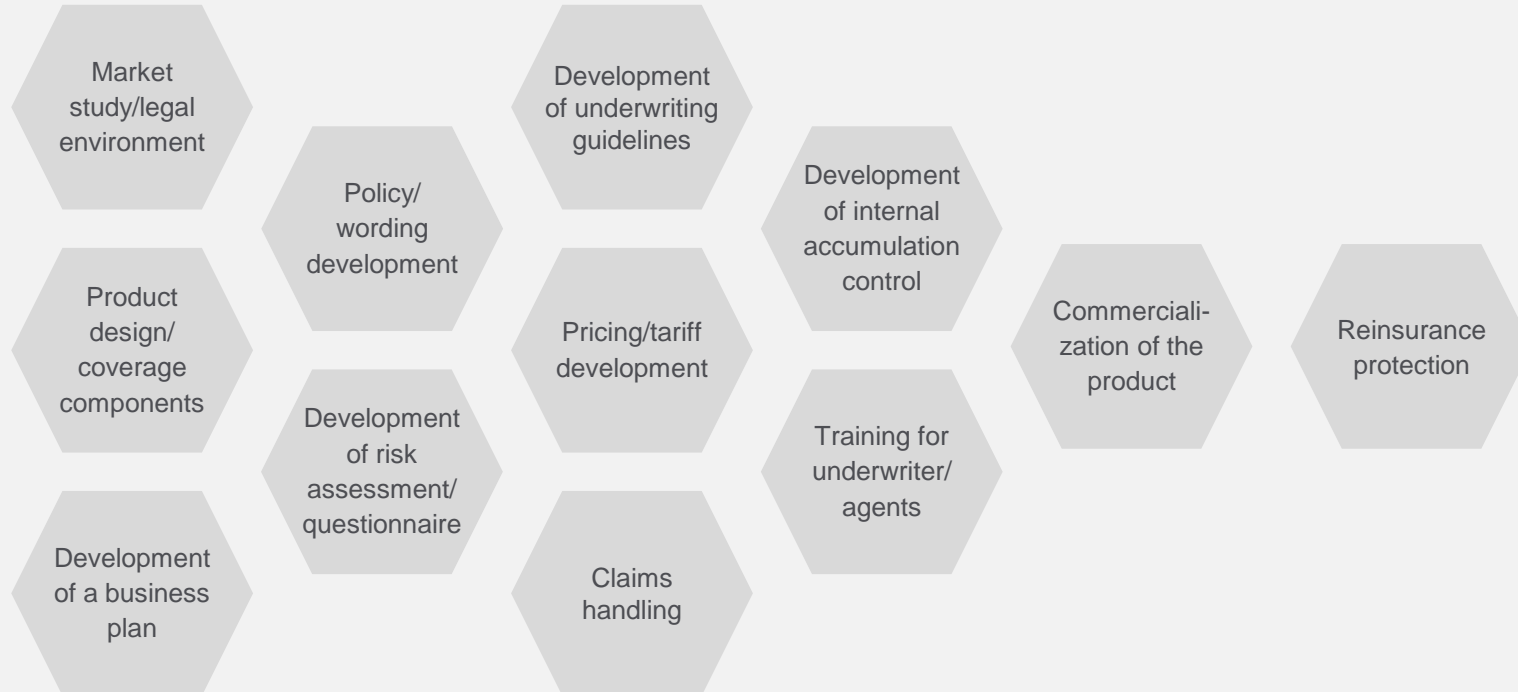 Market
study/legal
environment
Product
design/
coverage
components
Development
of a business
plan
Policy/
wording
development
Development
of risk
assessment/
questionnaire
Development
of underwriting
guidelines
Pricing/tariff
development
Claims
handling
Development
of internal
accumulation
control
Training for
underwriter/
agents
Commerciali-
zation of the
product
Reinsurance
protection